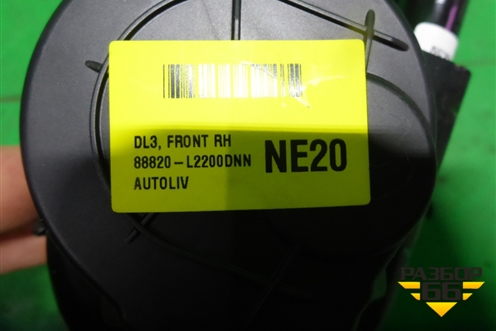 DL3, FRONT RH
88820-L2200DNN NE20
AUTOLIV
РАЗБОР
66